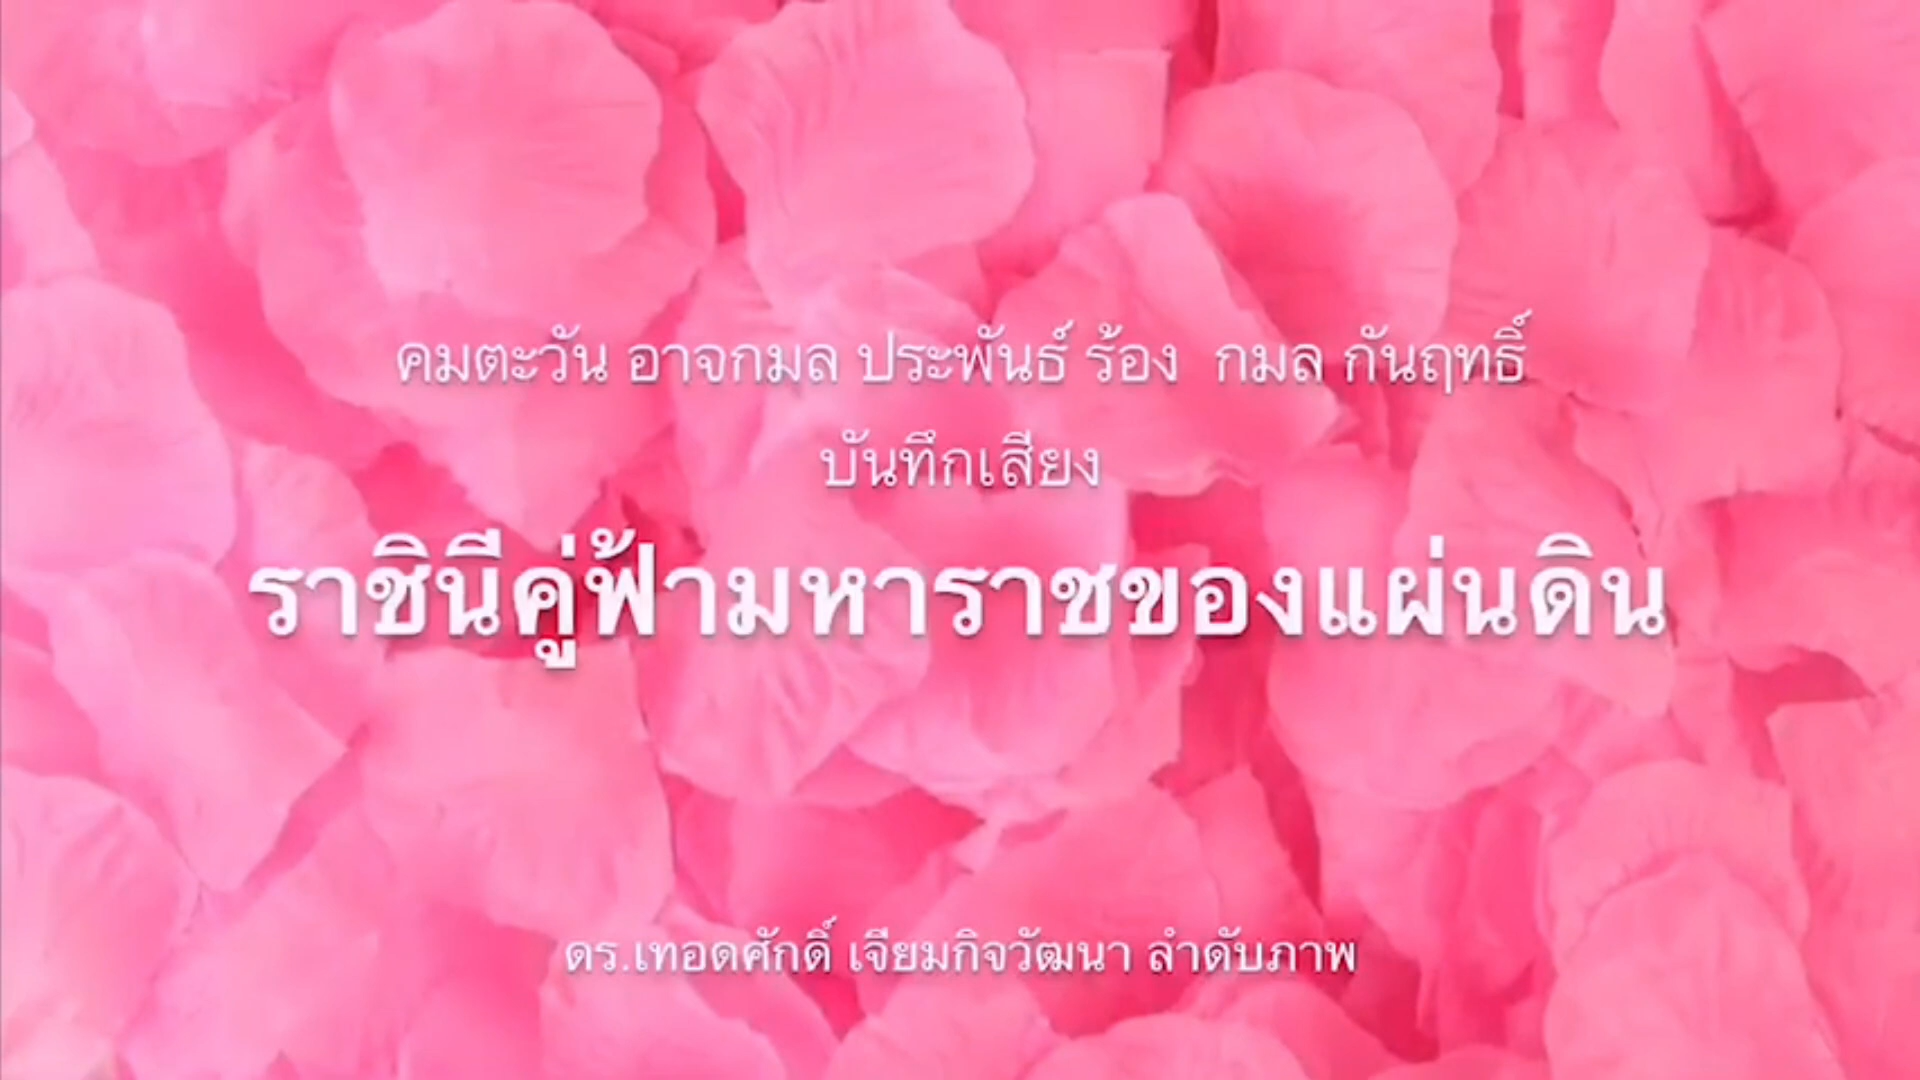 คมตะวัน อาจกมล ประพันธ์ ร้อง  กมล กันฤทธิ์
บันทึกเสียง
ราชินีคู่ฟ้ามหาราชของแผ่นดิน
ดร.เทอดศักดิ์ เจียมกิจวัฒนา ลำดับภาพ